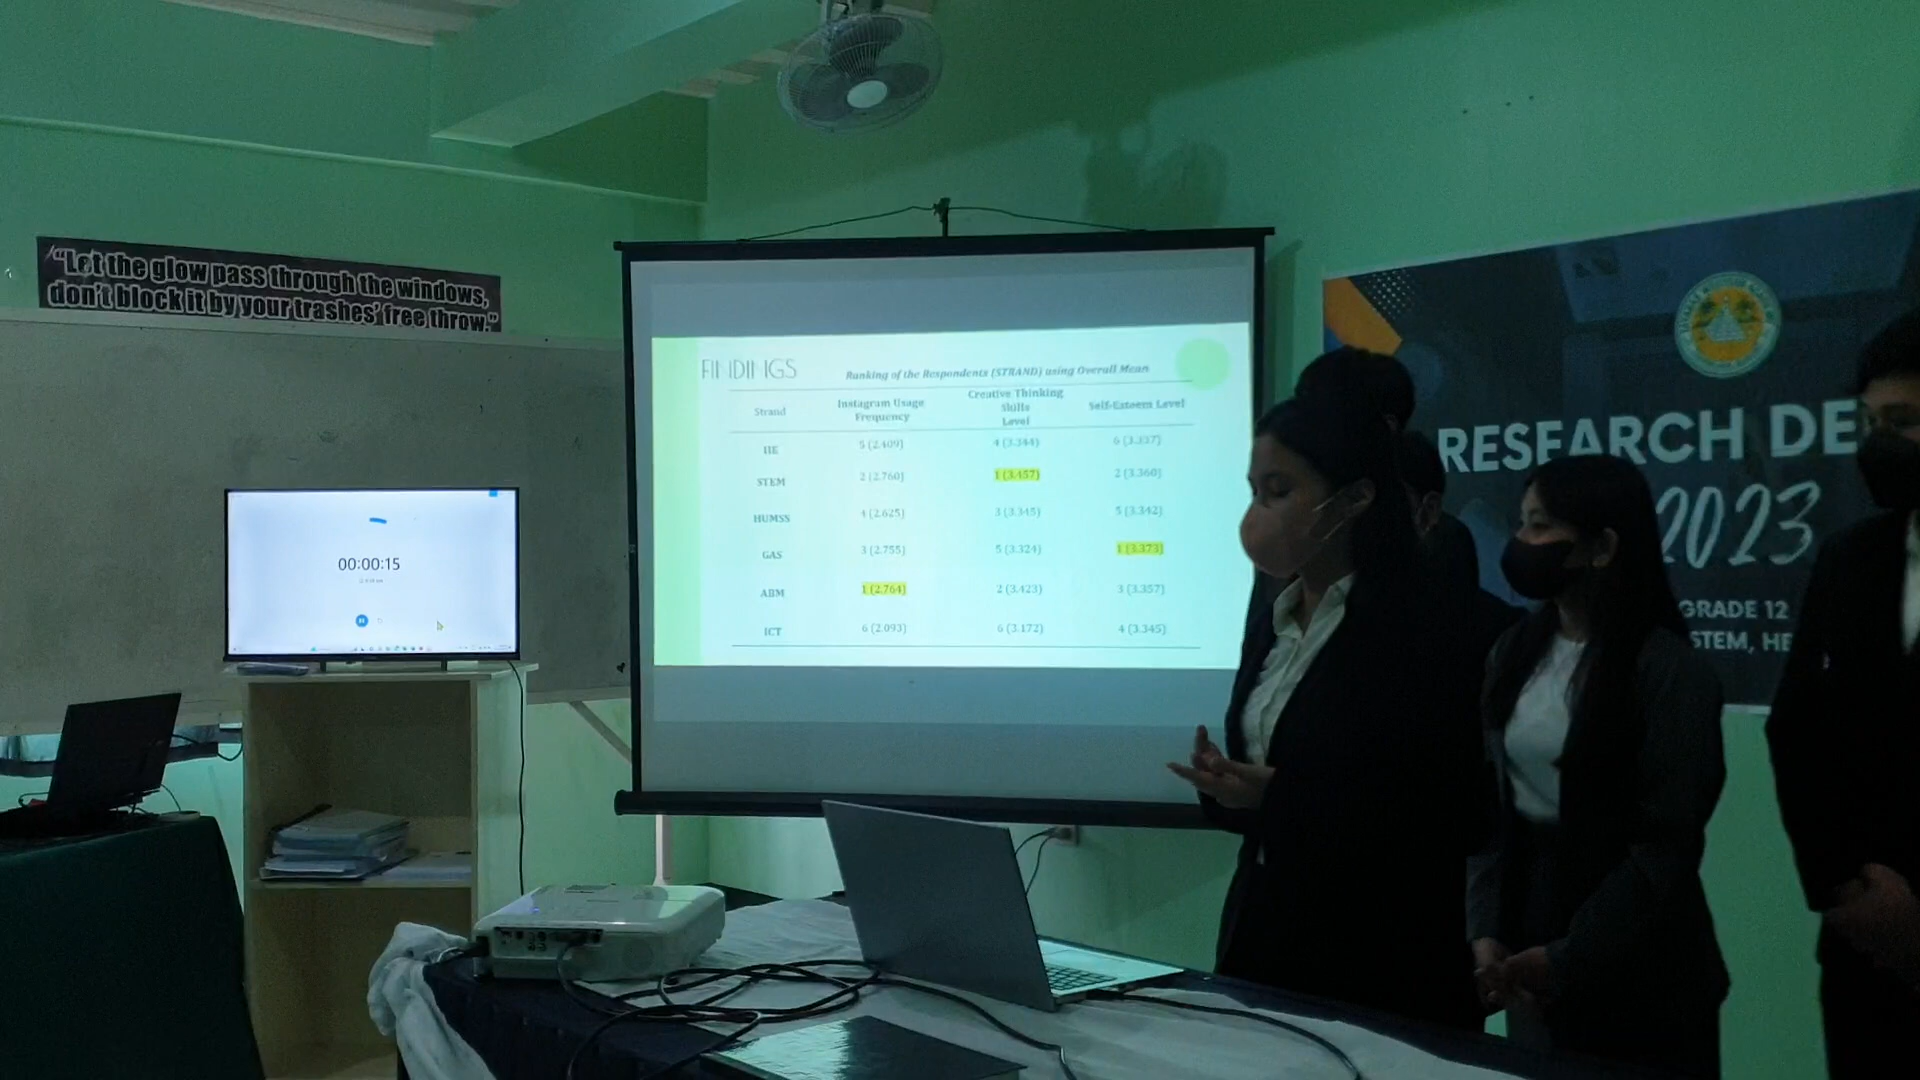 “Let the glow pass through the windows,
don't block it by your trashes' free throw.”
00:00:15
FINDINGS
Ranking of the Respondents (STRAND) using Overall Mean
Strand
Instagram Usage
Frequency
Creative Thinking
Skills
Level
Self-Esteem Level
HE 5 (2.409) 4 (3.344) 6 (3.337)
STEM 2 (2.760) 1 (3.457) 2 (3.360)
HUMSS 4 (2.625) 3 (3.345) 5 (3.342)
GAS 3 (2.755) 5 (3.324) 1 (3.373)
ABM 1 (2.764) 2 (3.423) 3 (3.357)
ICT 6 (2.093) 6 (3.172) 4 (3.345)
RESEARCH DE
2023
GRADE 12
STEM, HE